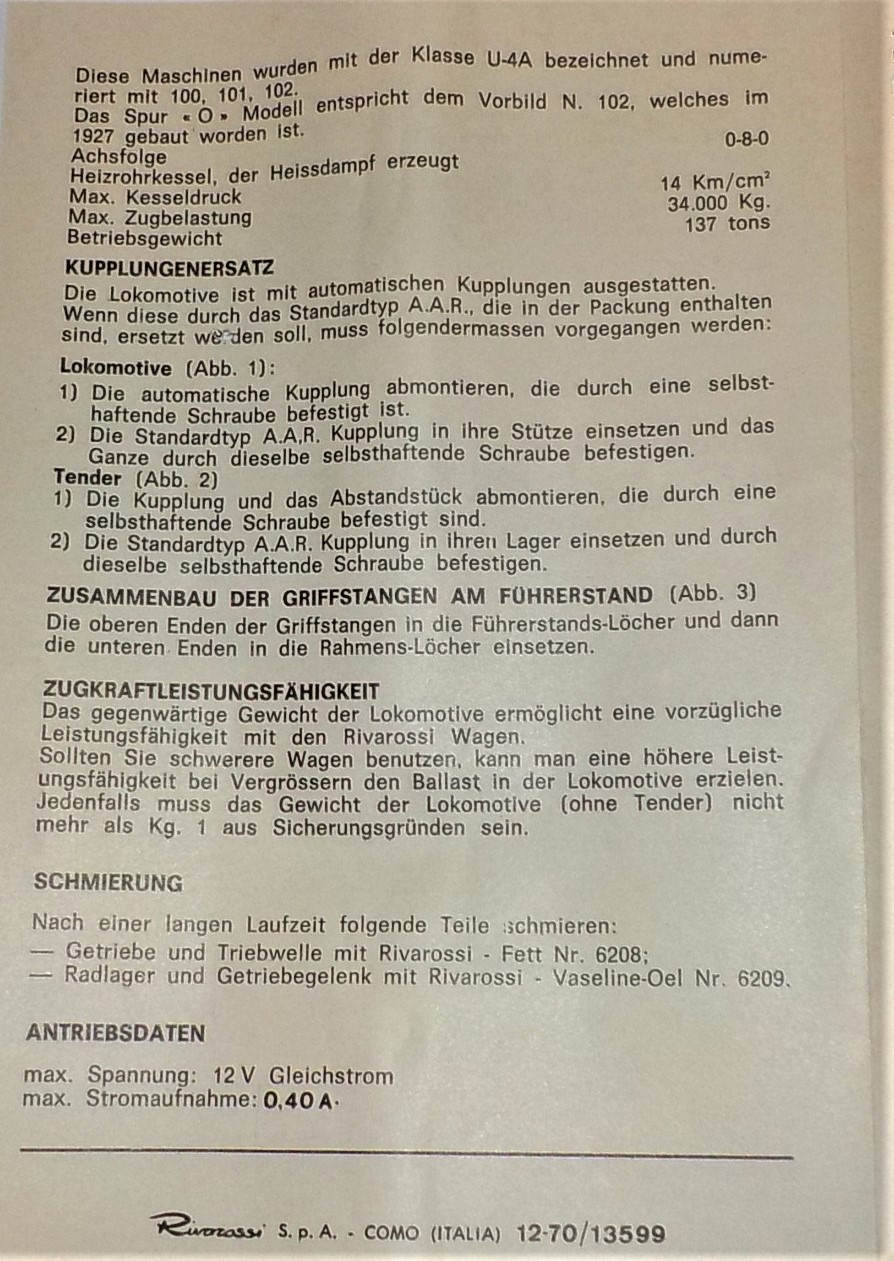 Diese Maschinen wurden mit der Klasse U-4A bezeichnet und nume-
riert mit 100, 101, 102.
Das Spur « O » Modell entspricht dem Vorbild N. 102, welches im
1927 gebaut worden ist.
Achsfolge 0-8-0
Heizrohrkessel, der Heissdampf erzeugt
Max. Kesseldruck 14 Km/cm²
Max. Zugbelastung 34.000 Kg.
Betriebsgewicht 137 tons
KUPPLUNGENERSATZ
Die Lokomotive ist mit automatischen Kupplungen ausgestatten.
Wenn diese durch das Standardtyp A.A.R., die in der Packung enthalten
sind, ersetzt werden soll, muss folgendermassen vorgegangen werden:
Lokomotive (Abb. 1):
1) Die automatische Kupplung abmontieren, die durch eine selbst-
haftende Schraube befestigt ist.
2) Die Standardtyp A.A.R. Kupplung in ihre Stütze einsetzen und das
Ganze durch dieselbe selbsthaftende Schraube befestigen.
Tender (Abb. 2)
1) Die Kupplung und das Abstandstück abmontieren, die durch eine
selbsthaftende Schraube befestigt sind.
2) Die Standardtyp A.A.R. Kupplung in ihren Lager einsetzen und durch
dieselbe selbsthaftende Schraube befestigen.
ZUSAMMENBAU DER GRIFFSTANGEN AM FÜHRERSTAND (Abb. 3)
Die oberen Enden der Griffstangen in die Führerstands-Löcher und dann
die unteren Enden in die Rahmens-Löcher einsetzen.
ZUGKRAFTLEISTUNGSFÄHIGKEIT
Das gegenwärtige Gewicht der Lokomotive ermöglicht eine vorzügliche
Leistungsfähigkeit mit den Rivarossi Wagen.
Sollten Sie schwerere Wagen benutzen, kann man eine höhere Leist-
ungsfähigkeit bei Vergrössern den Ballast in der Lokomotive erzielen.
Jedenfalls muss das Gewicht der Lokomotive (ohne Tender) nicht
mehr als Kg. 1 aus Sicherungsgründen sein.
SCHMIERUNG
Nach einer langen Laufzeit folgende Teile schmieren:
— Getriebe und Triebwelle mit Rivarossi - Fett Nr. 6208;
— Radlager und Getriebegelenk mit Rivarossi - Vaseline-Oel Nr. 6209.
ANTRIEBSDATEN
max. Spannung: 12 V Gleichstrom
max. Stromaufnahme: 0,40 A.
Rivarossi S. p. A. - COMO (ITALIA) 12-70/13599